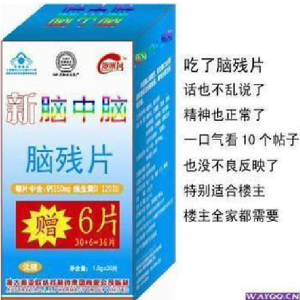 新脑中脑
脑残片
赠6片
30+6=36片
吃了脑残片
话也不乱说了
精神也正常了
一口气看10个帖子
也没不良反映了
特别适合楼主
楼主全家都需要
WAYQQ.CN